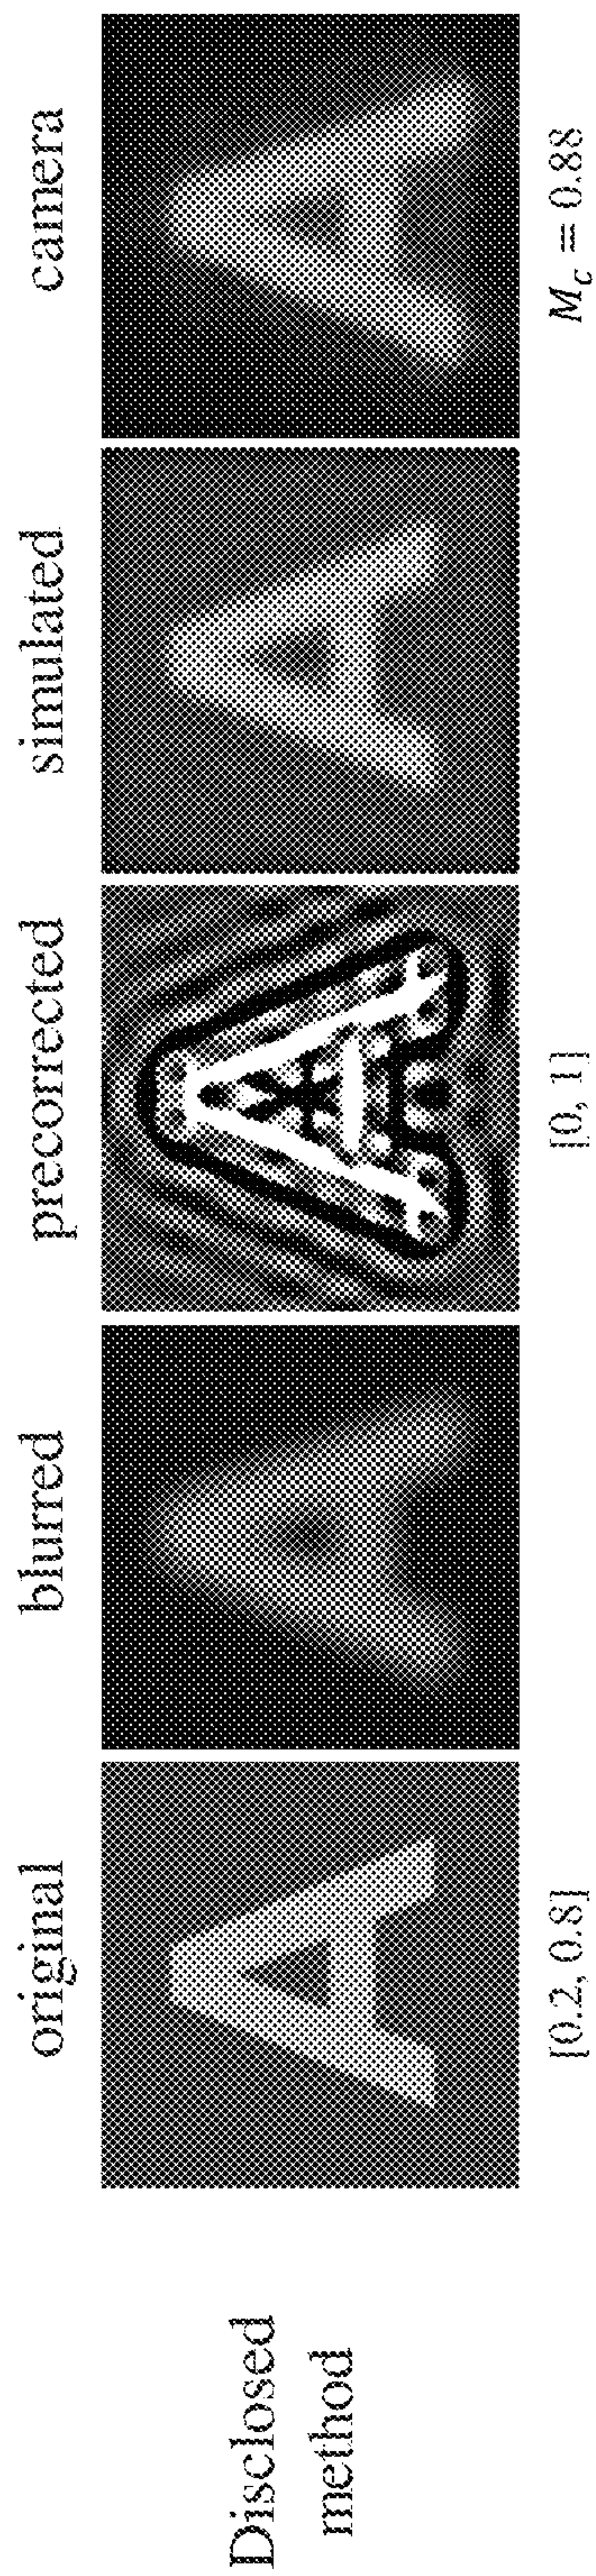 original
blurred
precorrected
simulated
camera
Disclosed
method
A
A
A
A
A
[0.2, 0.8]
[0, 1]
M_c = 0.88